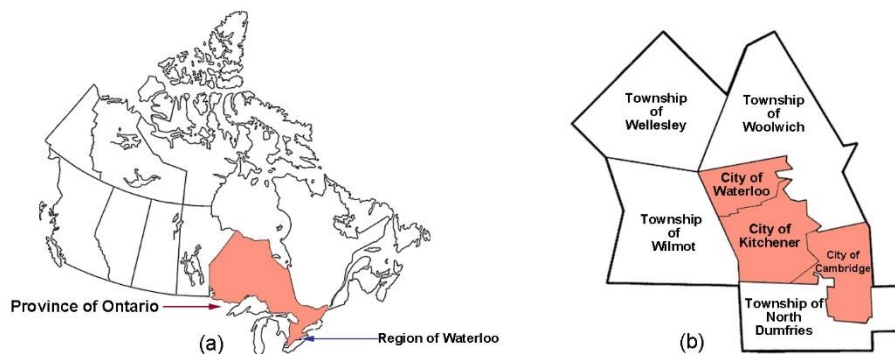 Province of Ontario
(a)
Region of Waterloo
Township
of
Wellesley
Township
of
Woolwich
City of
Waterloo
Township
of
Wilmot
City of
Kitchener
City of
Cambridge
Township of
North
Dumfries
(b)